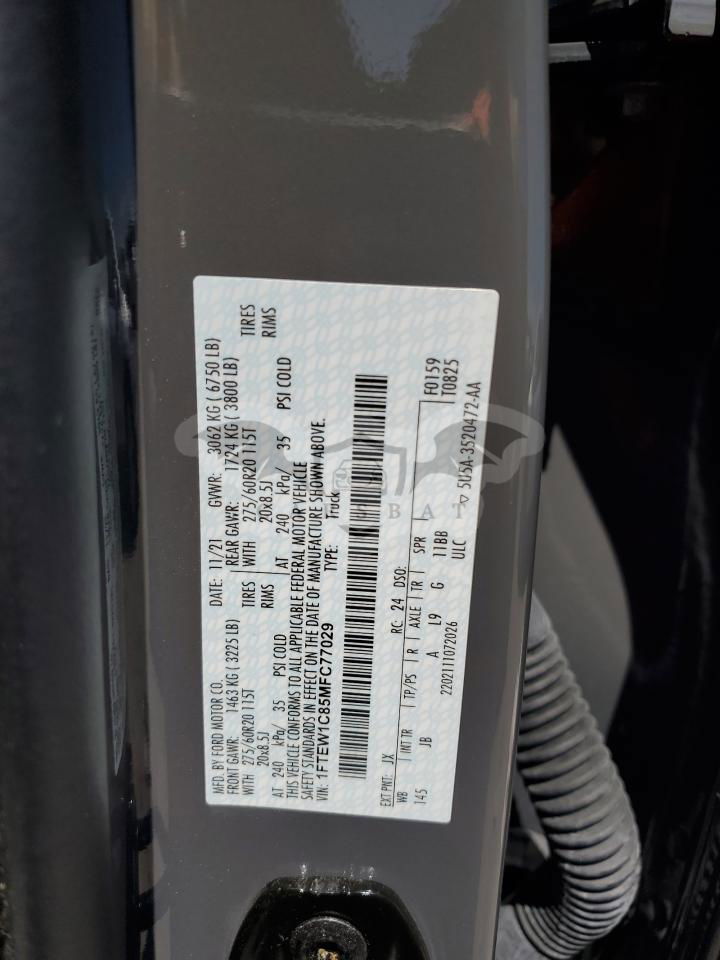 MFD. BY FORD MOTOR CO. DATE: 11/21 GVWR: 3062 KG ( 6750 LB)
FRONT GAWR: 1463 KG ( 3225 LB) REAR GAWR: 1724 KG ( 3800 LB)
WITH 275/60R20 115T TIRES WITH 275/60R20 115T TIRES
20x8.5J RIMS 20x8.5J RIMS
AT 240 kPa/ 35 PSI COLD AT 240 kPa/ 35 PSI COLD
THIS VEHICLE CONFORMS TO ALL APPLICABLE FEDERAL MOTOR VEHICLE
SAFETY STANDARDS IN EFFECT ON THE DATE OF MANUFACTURE SHOWN ABOVE.
VIN: 1FTEW1C85MFC77029 TYPE: Truck
F0159
EXT PNT: JX RC: 24 DSO: T0825
WB INT TR TP/PS R AXLE TR SPR
145 JB A L9 G 11BB
ULC
2202111072026 5U5A-3520472-AA
SBAT